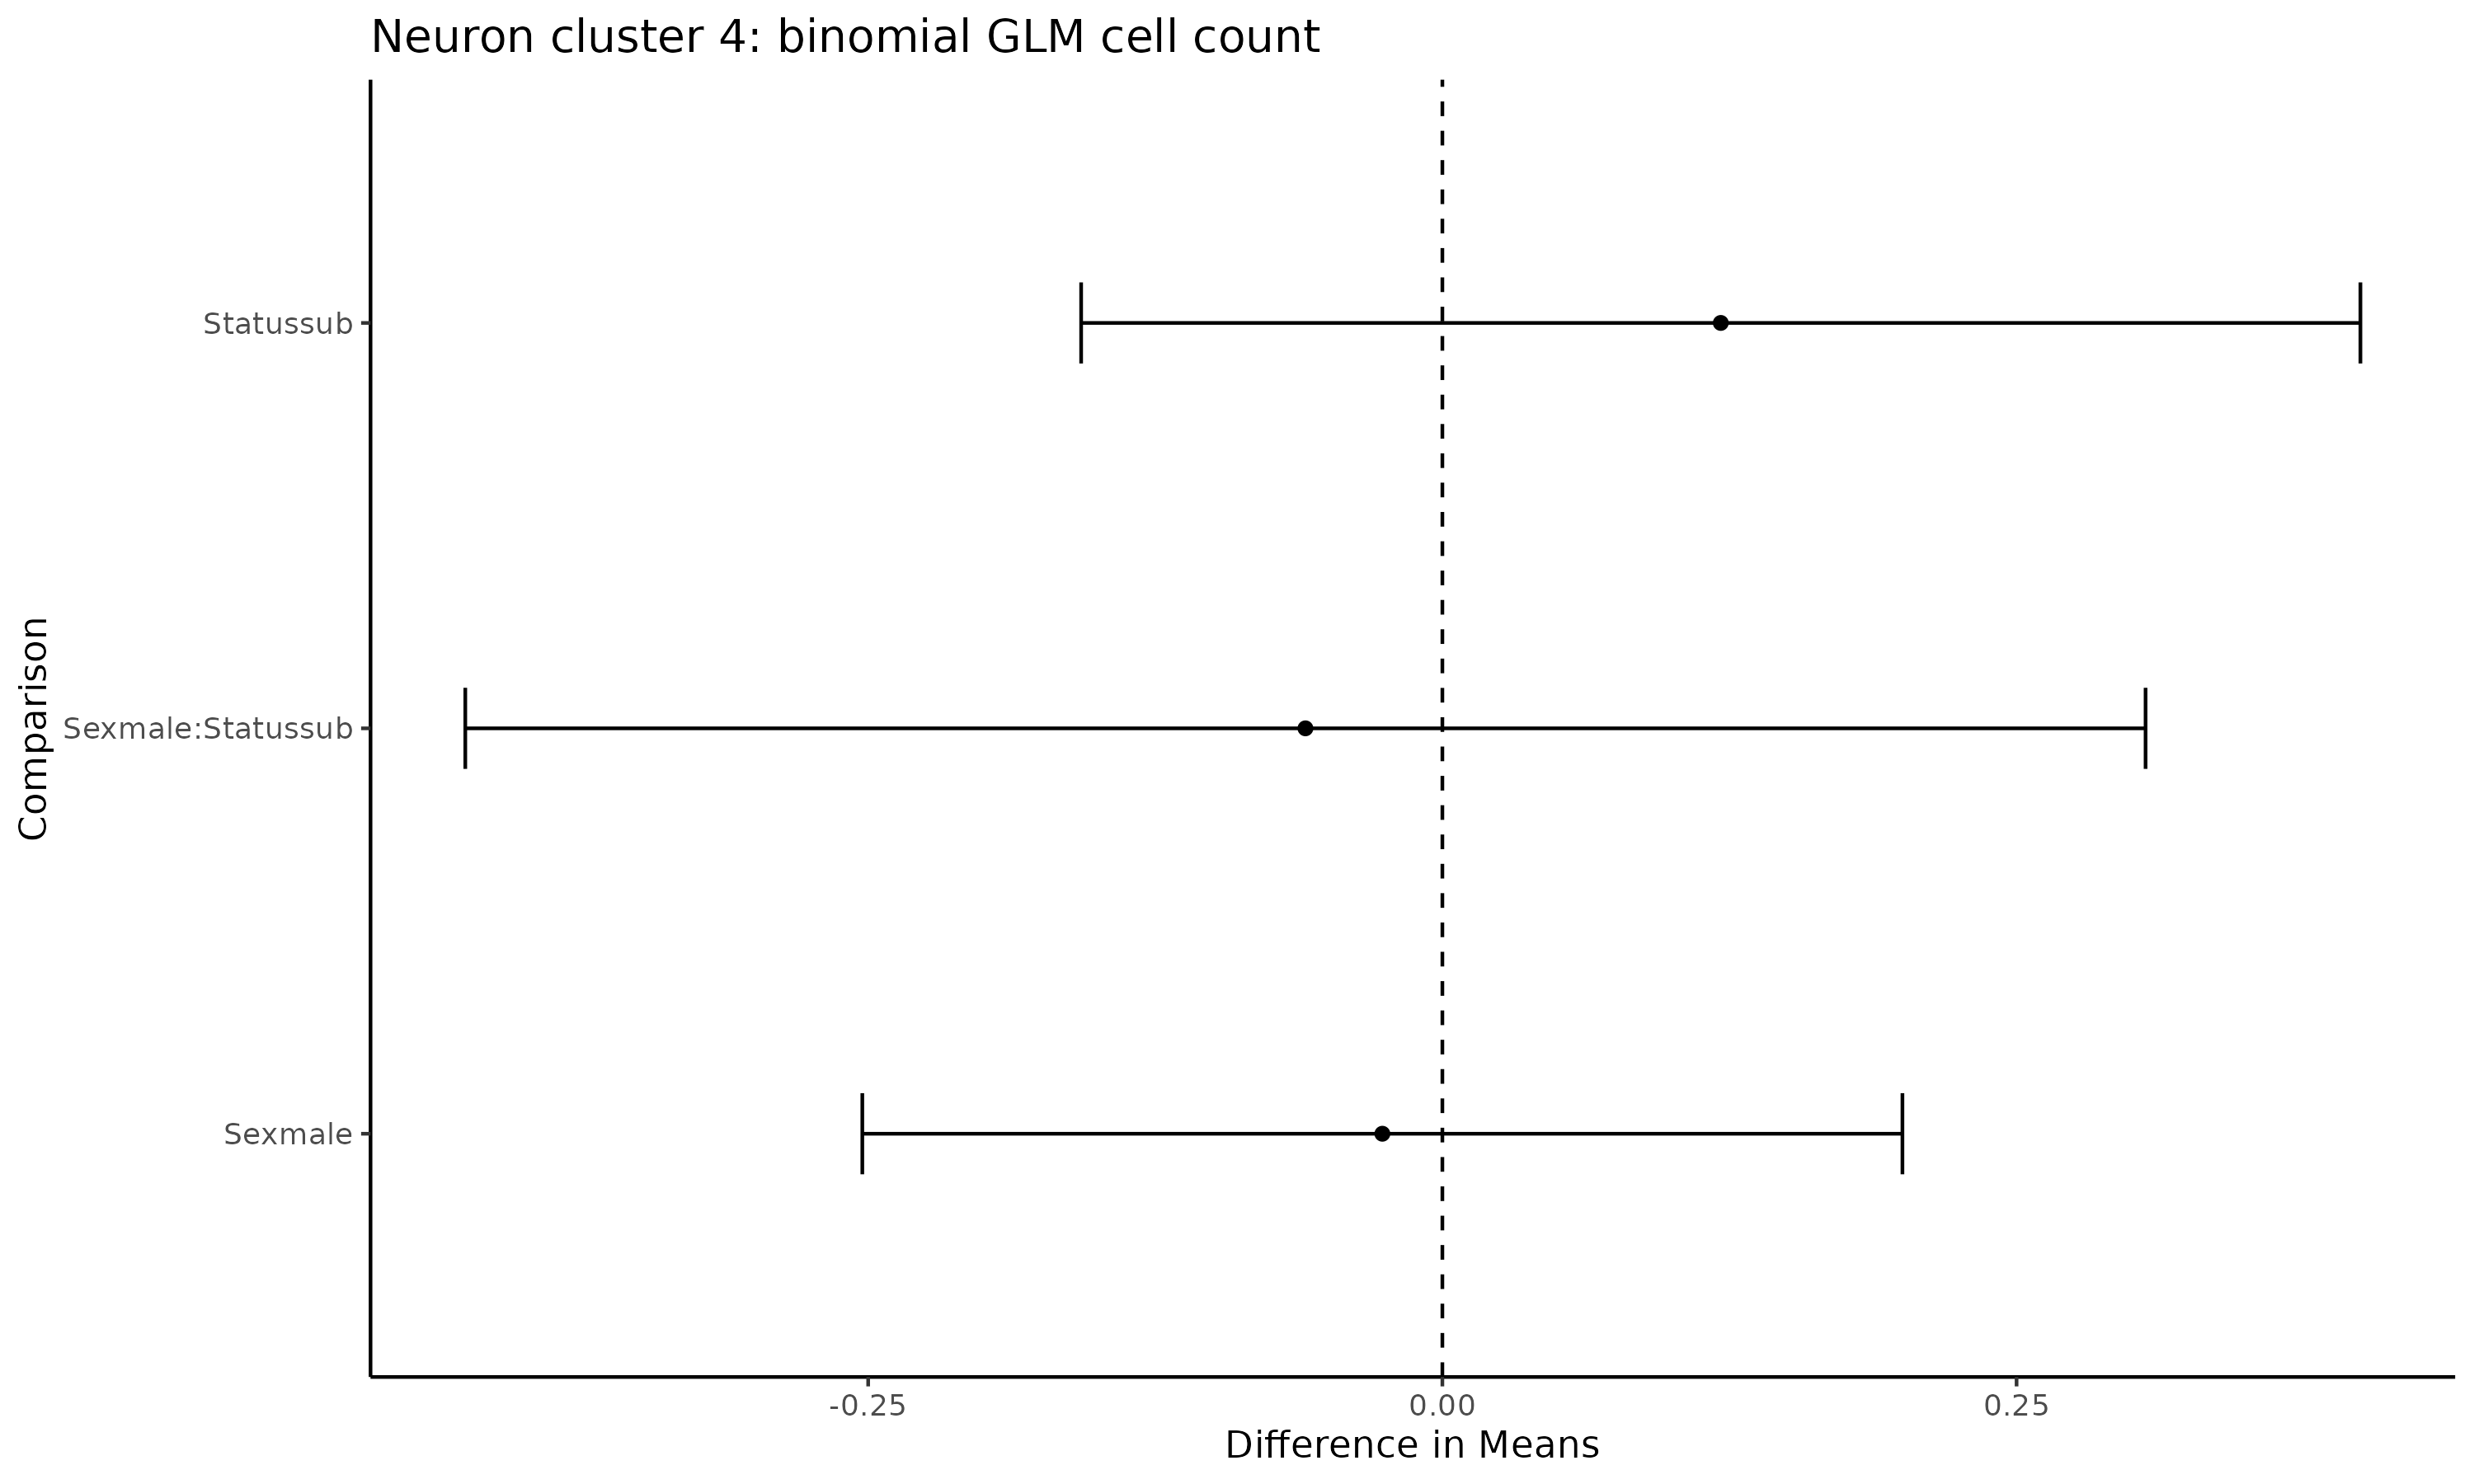 Neuron cluster 4: binomial GLM cell count
Comparison
Statussub
Sexmale:Statussub
Sexmale
-0.25
0.00
0.25
Difference in Means